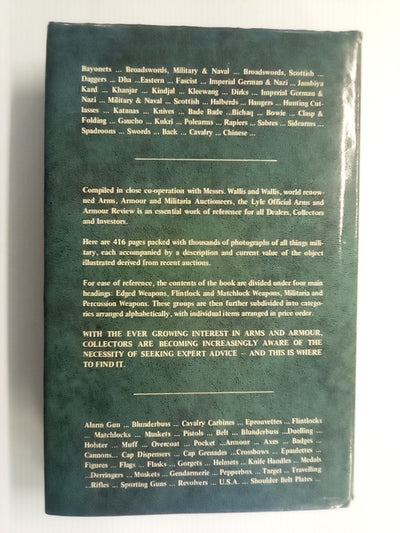 Bayonets ... Broadswords, Military & Naval ... Broadswords, Scottish ...
Daggers ... Dha ...Eastern ... Fascist ... Imperial German & Nazi ... Jambiya
Kard ... Khanjar ... Kindjal ... Kleewang ... Dirks ... Imperial German &
Nazi ... Military & Naval ... Scottish ... Halberds ... Hangers ... Hunting Cut-
lasses ... Katanas ... Knives ... Bade Bade ...Bichaq ... Bowie ... Clasp &
Folding ... Gaucho ... Kukri ... Polearms ... Rapiers ... Sabres ... Sidearms ...
Spadroons ... Swords ... Back ... Cavalry ... Chinese ...
Compiled in close co-operation with Messrs. Wallis and Wallis, world renow-
ned Arms, Armour and Militaria Auctioneers, the Lyle Official Arms and
Armour Review is an essential work of reference for all Dealers, Collectors
and Investors.
Here are 416 pages packed with thousands of photographs of all things mili-
tary, each accompanied by a description and current value of the object
illustrated derived from recent auctions.
For ease of reference, the contents of the book are divided under four main
headings: Edged Weapons, Flintlock and Matchlock Weapons, Militaria and
Percussion Weapons. These groups are then further subdivided into catego-
ries arranged alphabetically, with individual items arranged in price order.
WITH THE EVER GROWING INTEREST IN ARMS AND ARMOUR,
COLLECTORS ARE BECOMING INCREASINGLY AWARE OF THE
NECESSITY OF SEEKING EXPERT ADVICE – AND THIS IS WHERE
TO FIND IT.
Alarm Gun ... Blunderbuss ... Cavalry Carbines ... Eprouvettes ... Flintlocks
... Matchlocks ... Muskets ... Pistols ... Belt ... Blunderbuss ...Duelling ...
Holster ... Muff ... Overcoat ... Pocket ...Armour ... Axes ... Badges ...
Cannons... Cap Dispensers ... Cap Grenades ...Crossbows ... Epaulettes ...
Figures ... Flags ... Flasks ... Gorgets ... Helmets ... Knife Handles ... Medals
...Derringers ... Muskets ... Gendarmerie ... Pepperbox ... Target ... Travelling
...Rifles ... Sporting Guns ... Revolvers ... U.S.A. ... Shoulder Belt Plates ...